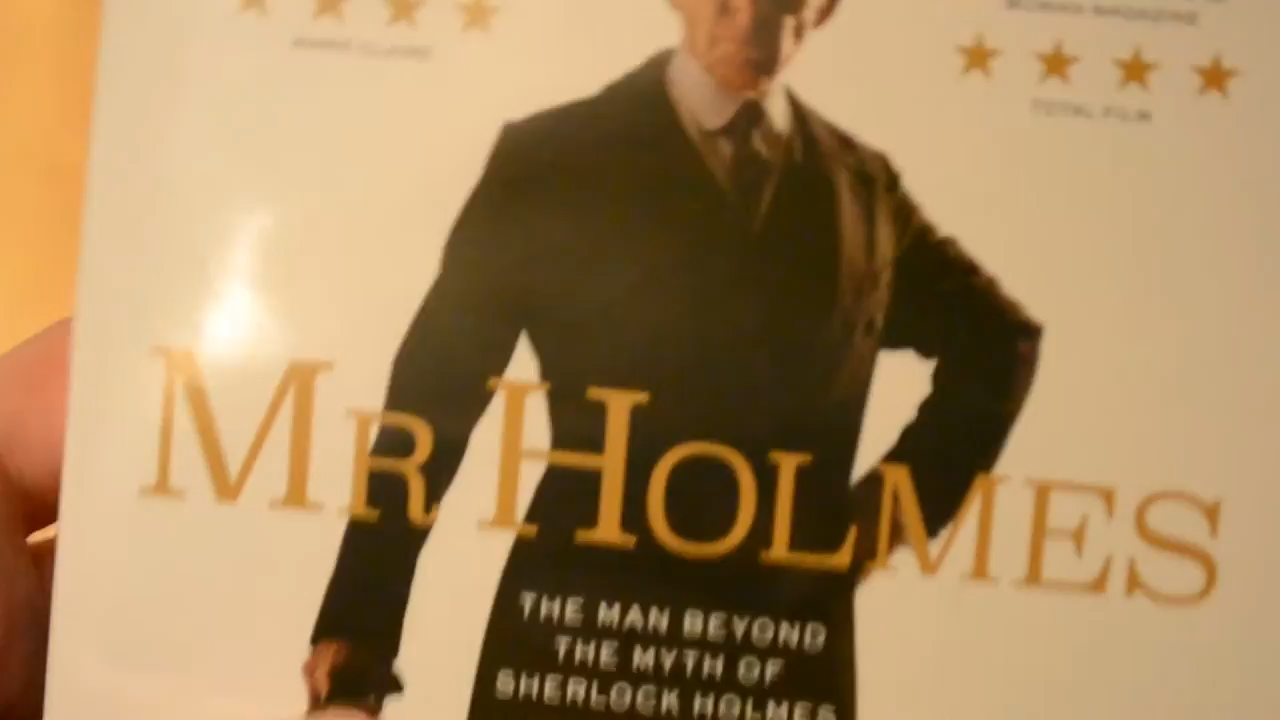 TOTAL FILM
MR HOLMES
THE MAN BEYOND
THE MYTH OF
SHERLOCK HOLMES